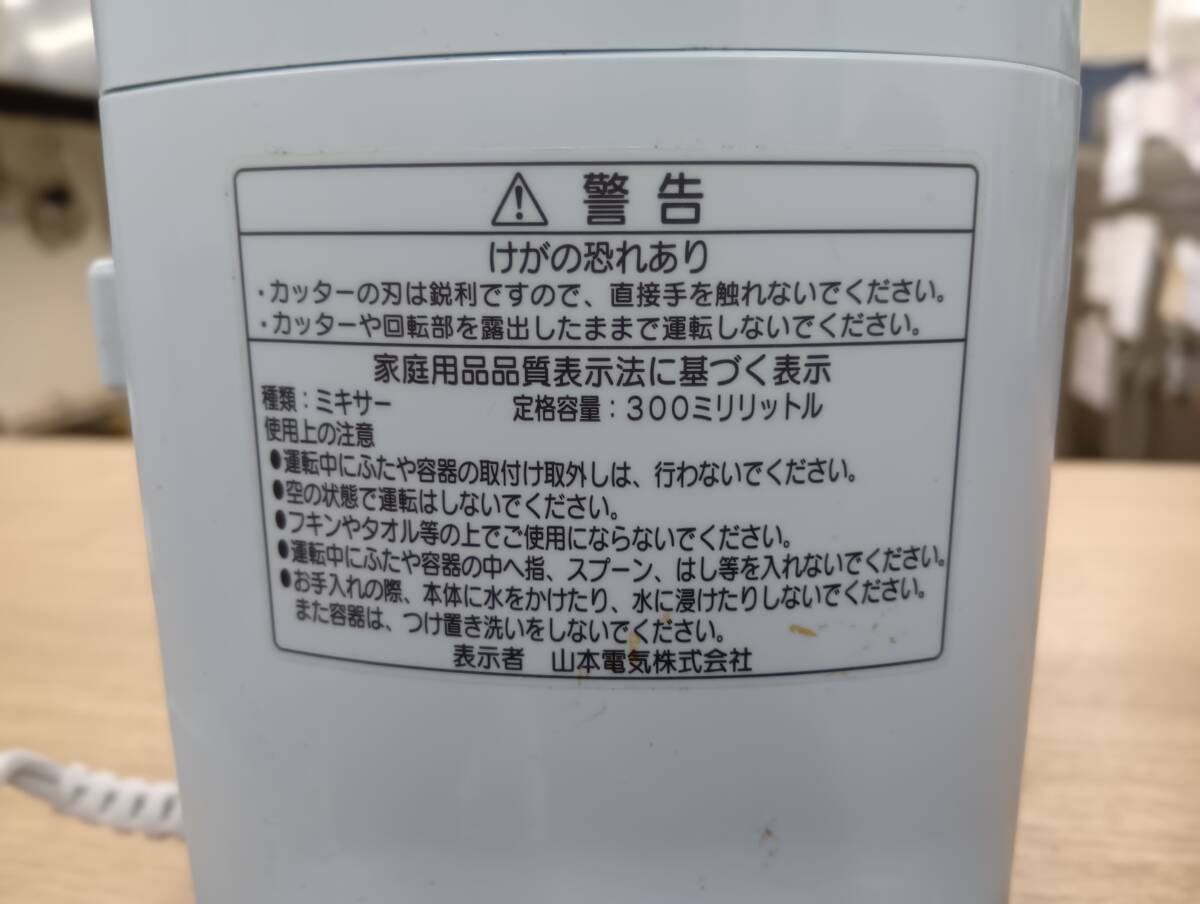 ⚠ 警告
けがの恐れあり
・カッターの刃は鋭利ですので、直接手を触れないでください。
・カッターや回転部を露出したままで運転しないでください。
家庭用品品質表示法に基づく表示
種類：ミキサー 定格容量：300ミリリットル
使用上の注意
●運転中にふたや容器の取付け取外しは、行わないでください。
●空の状態で運転はしないでください。
●フキンやタオル等の上でご使用にならないでください。
●運転中にふたや容器の中へ指、スプーン、はし等を入れないでください。
●お手入れの際、本体に水をかけたり、水に浸けたりしないでください。
また容器は、つけ置き洗いをしないでください。
表示者 山本電気株式会社